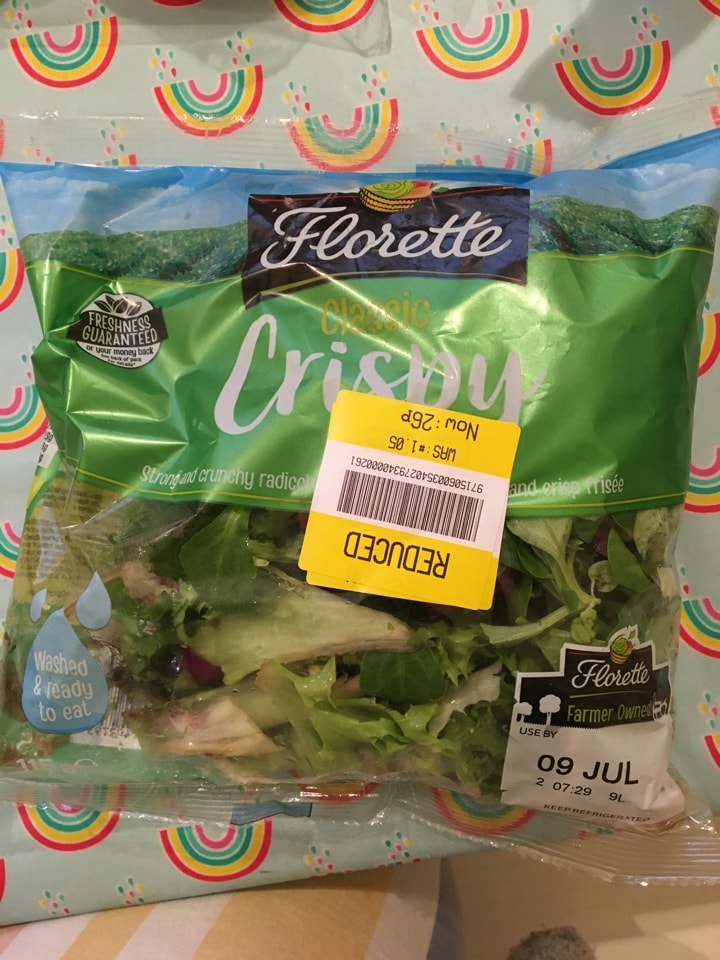 Florette
Classic
Crispy
FRESHNESS
GUARANTEED
or your money back
Strong and crunchy
and crisp frisée
REDUCED
9715060035402793400002​61
WAS:#1.05
Now:26P
Washed
& ready
to eat
Florette
Farmer Owned
USE BY
09 JUL
2 07:29 9L
KEEP REFRIGERATED